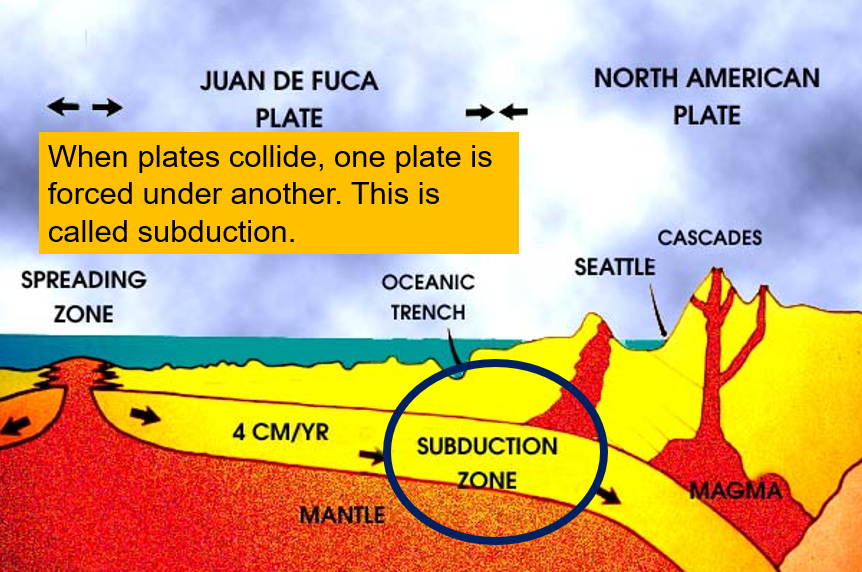 JUAN DE FUCA
PLATE
NORTH AMERICAN
PLATE
When plates collide, one plate is
forced under another. This is
called subduction.
CASCADES
SEATTLE
SPREADING
ZONE
OCEANIC
TRENCH
4 CM/YR
SUBDUCTION
ZONE
MAGMA
MANTLE